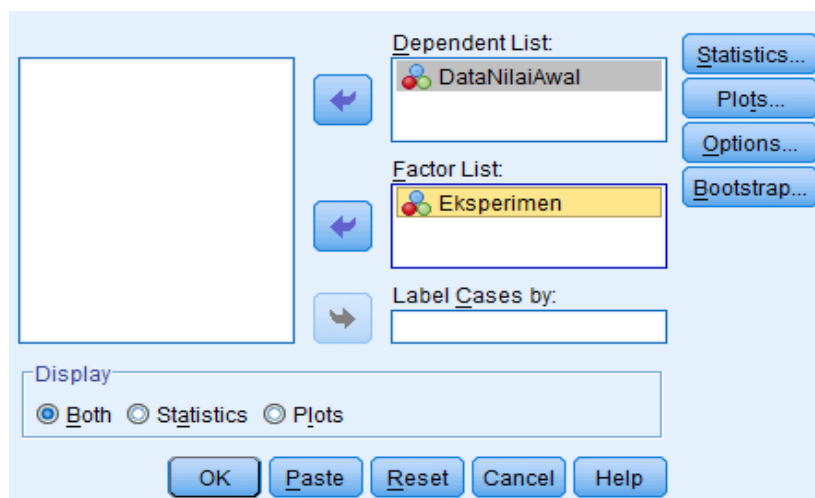 Dependent List:
DataNilaiAwal
Factor List:
Eksperimen
Label Cases by:
Statistics...
Plots...
Options...
Bootstrap...
Display
Both Statistics Plots
OK Paste Reset Cancel Help